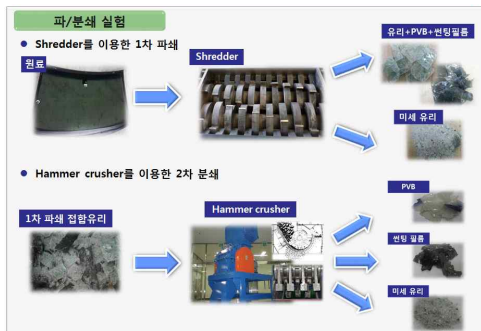 파/분쇄 실험
● Shredder를 이용한 1차 파쇄
원료
Shredder
유리+PVB+썬팅필름
미세 유리
● Hammer crusher를 이용한 2차 분쇄
1차 파쇄 접합유리
Hammer crusher
PVB
썬팅 필름
미세 유리